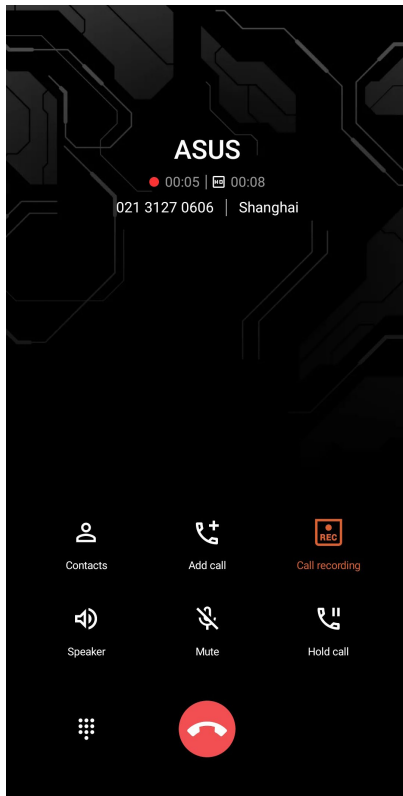 ASUS
00:05 | HD 00:08
021 3127 0606 | Shanghai
Contacts Add call REC Call recording
Speaker Mute Hold call